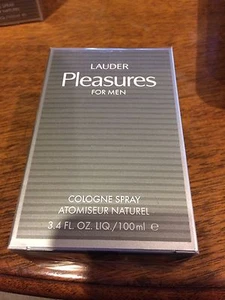 LAUDER
Pleasures
FOR MEN
COLOGNE SPRAY
ATOMISEUR NATUREL
3.4 FL. OZ. LIQ./100ml ℮